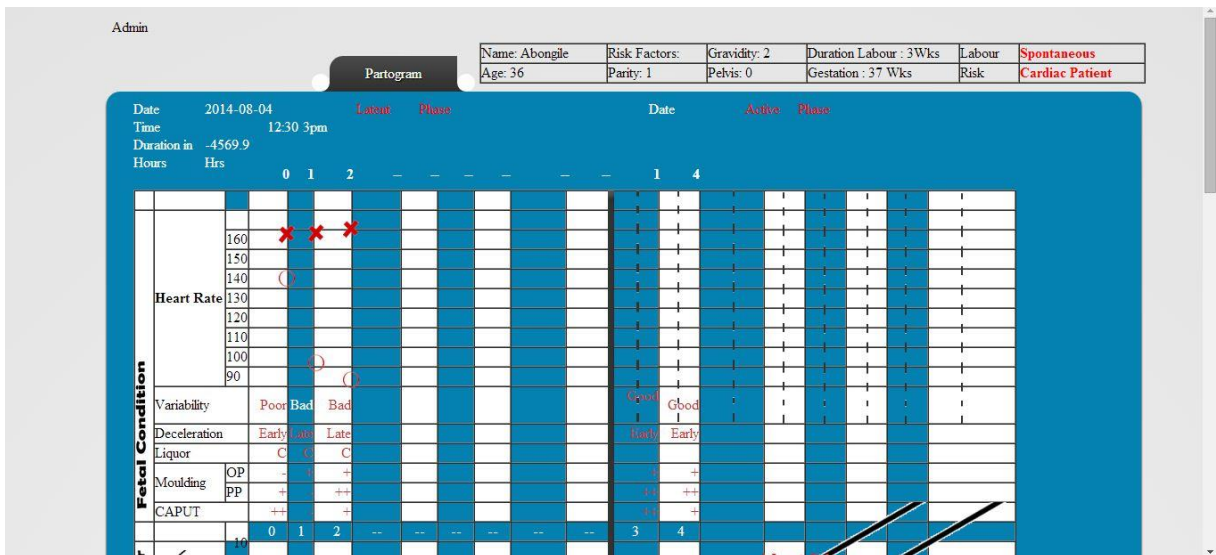 Admin
Name: Abongile Risk Factors: Gravidity: 2 Duration Labour : 3Wks Labour Spontaneous
Partogram Age: 36 Parity: 1 Pelvis: 0 Gestation : 37 Wks Risk Cardiac Patient
Date 2014-08-04 Latent Phase Date Active Phase
Time 12:30 3pm
Duration in -4569.9
Hours Hrs
0 1 2 -- -- -- -- -- -- 1 4
160
150
140
Heart Rate 130
120
110
100
90
Fetal Condition
Variability Poor Bad Bad Good Good
Deceleration Early Late Late Early Early
Liquor C C C
Moulding OP - + + + +
PP + - ++ ++ ++
CAPUT ++ - + ++ +
0 1 2 -- -- -- -- -- -- 3 4
10